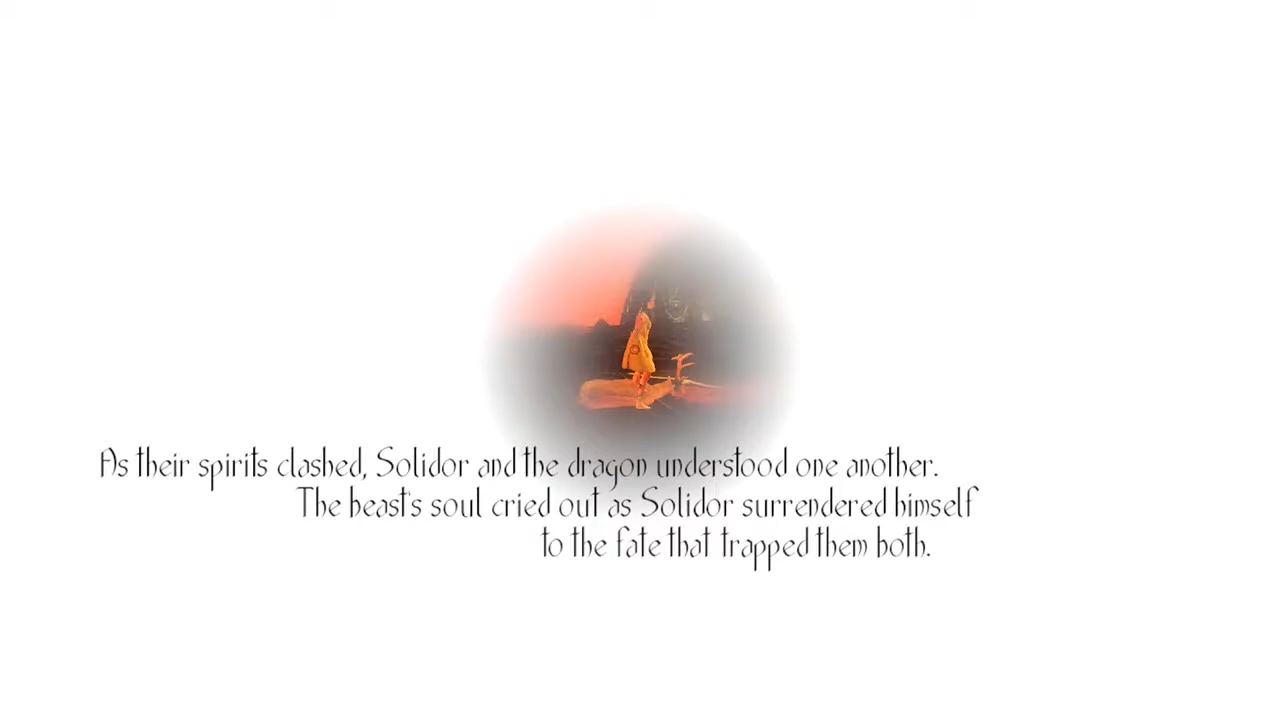 As their spirits clashed, Solidor and the dragon understood one another.
The beast's soul cried out as Solidor surrendered himself
to the fate that trapped them both.